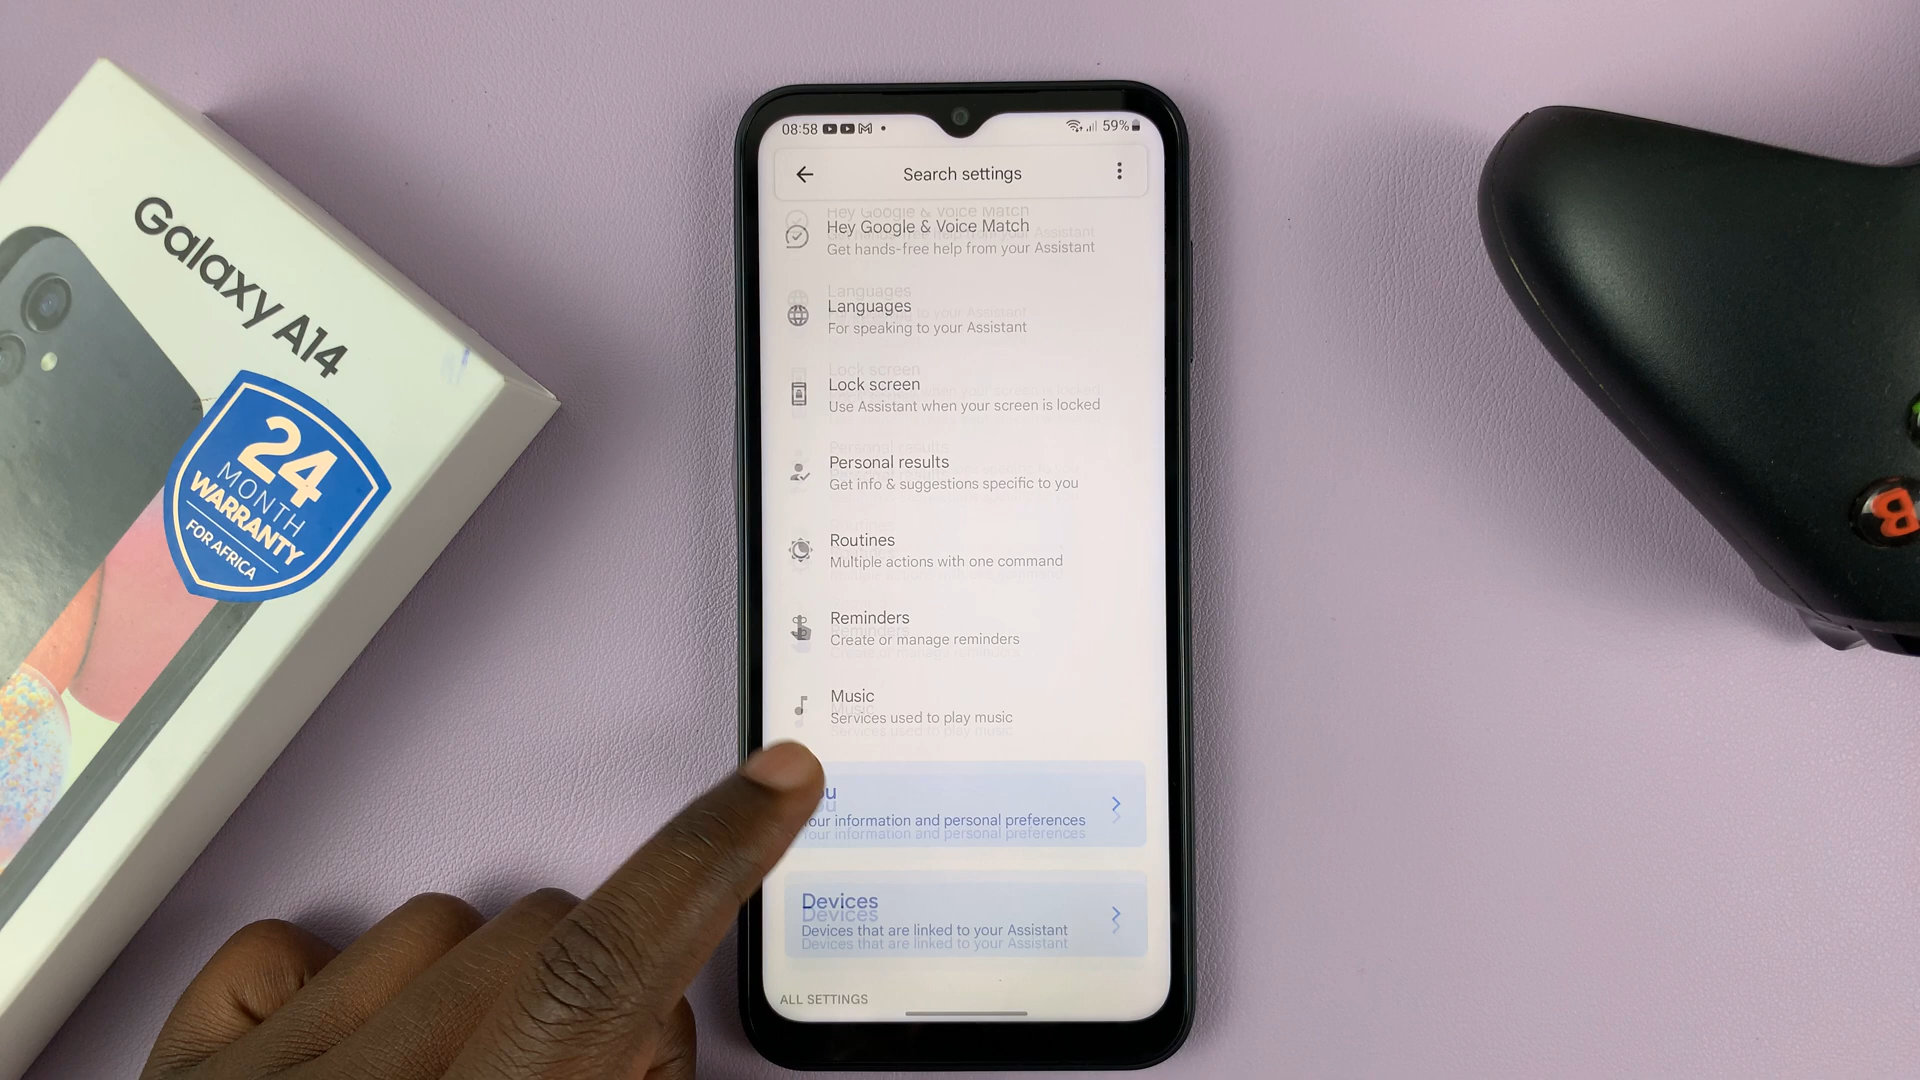 Galaxy A14
24
MONTH
WARRANTY
FOR AFRICA
08:58
59%
Search settings
Hey Google & Voice Match
Get hands-free help from your Assistant
Languages
For speaking to your Assistant
Lock screen
Use Assistant when your screen is locked
Personal results
Get info & suggestions specific to you
Routines
Multiple actions with one command
Reminders
Create or manage reminders
Music
Services used to play music
information and personal preferences
Devices
Devices that are linked to your Assistant
ALL SETTINGS
B